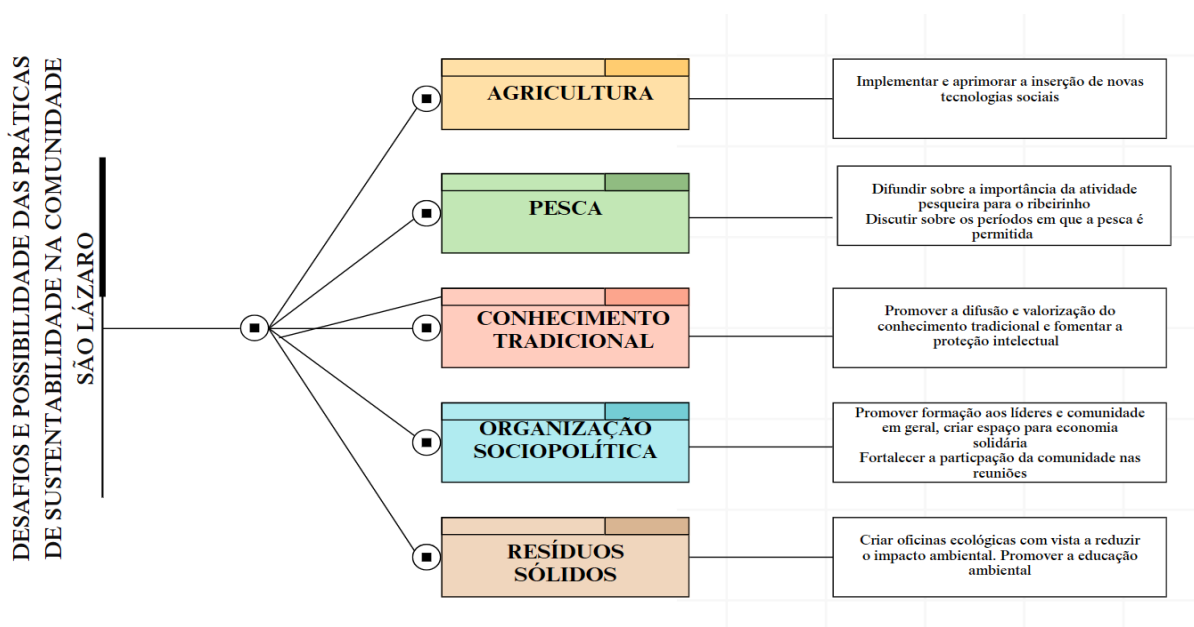 DESAFIOS E POSSIBILIDADE DAS PRÁTICAS
DE SUSTENTABILIDADE NA COMUNIDADE
SÃO LÁZARO
AGRICULTURA
Implementar e aprimorar a inserção de novas
tecnologias sociais
PESCA
Difundir sobre a importância da atividade
pesqueira para o ribeirinho
Discutir sobre os períodos em que a pesca é
permitida
CONHECIMENTO
TRADICIONAL
Promover a difusão e valorização do
conhecimento tradicional e fomentar a
proteção intelectual
ORGANIZAÇÃO
SOCIOPOLÍTICA
Promover formação aos líderes e comunidade
em geral, criar espaço para economia
solidária
Fortalecer a particpação da comunidade nas
reuniões
RESÍDUOS
SÓLIDOS
Criar oficinas ecológicas com vista a reduzir
o impacto ambiental. Promover a educação
ambiental